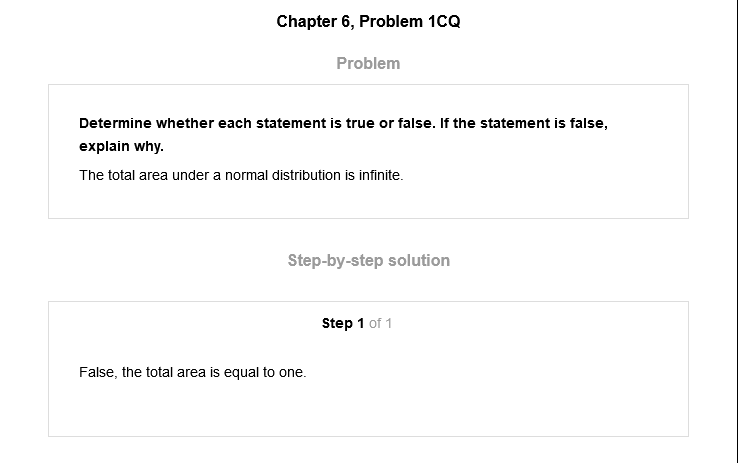 Chapter 6, Problem 1CQ
Problem
Determine whether each statement is true or false. If the statement is false,
explain why.
The total area under a normal distribution is infinite.
Step-by-step solution
Step 1 of 1
False, the total area is equal to one.